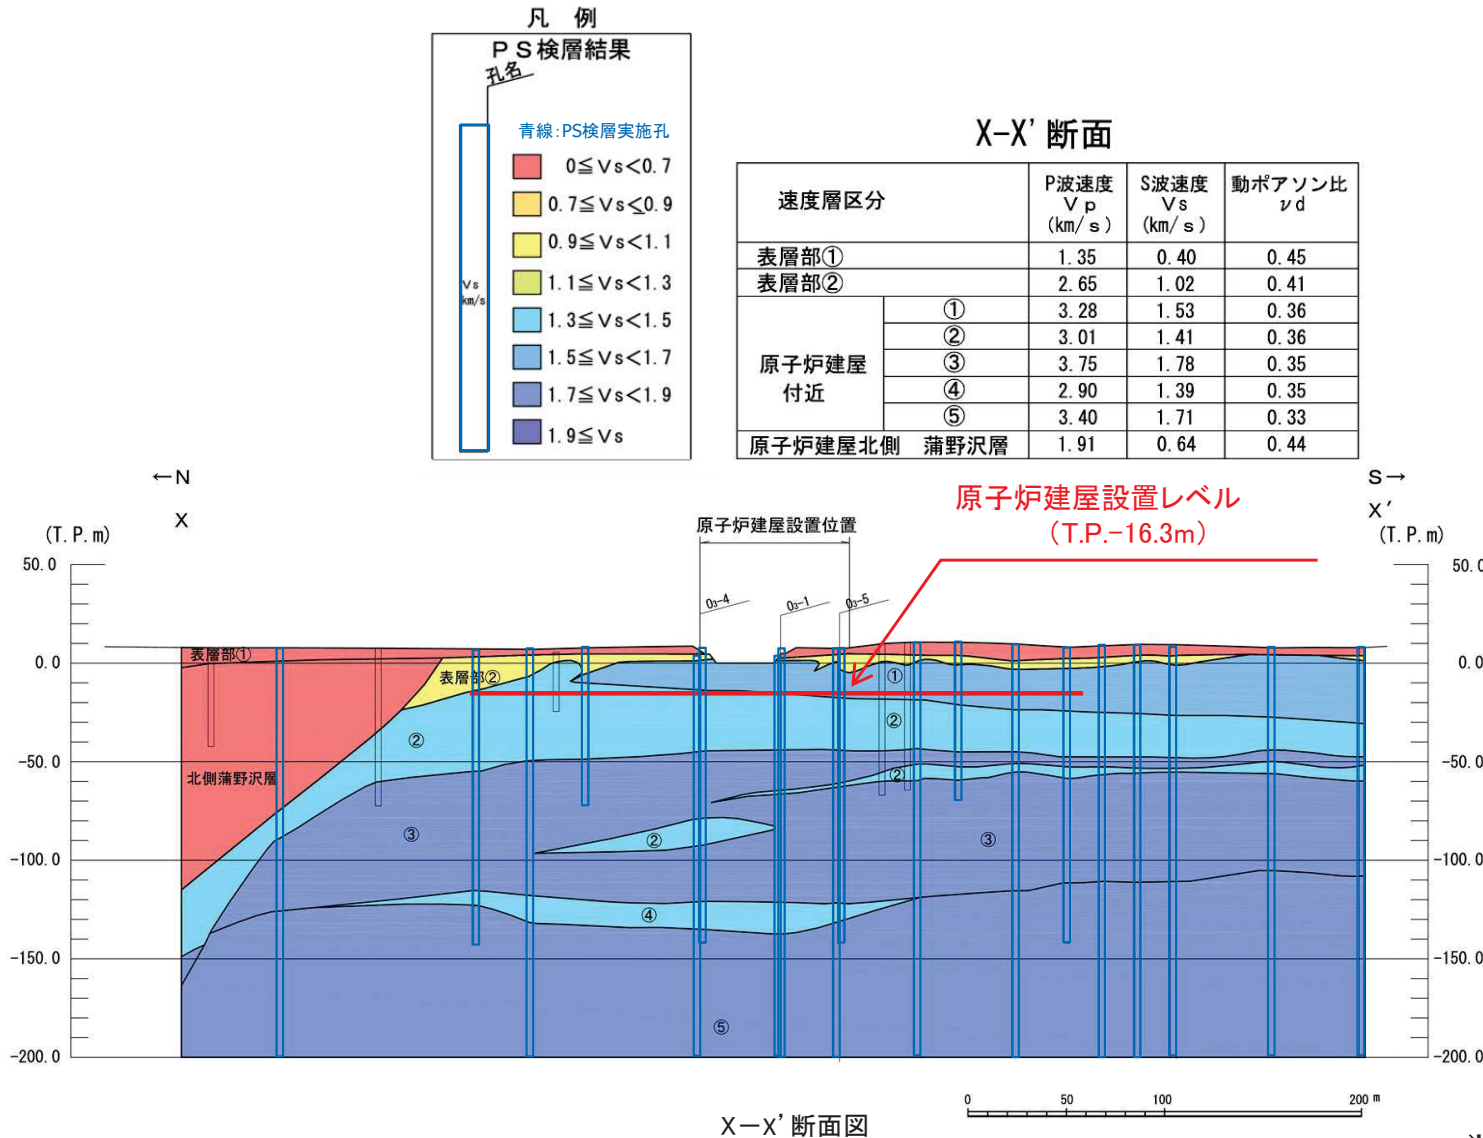 凡 例
PS検層結果
孔名
青線:PS検層実施孔
Vs
km/s
0≦Vs<0.7
0.7≦Vs≦0.9
0.9≦Vs<1.1
1.1≦Vs<1.3
1.3≦Vs<1.5
1.5≦Vs<1.7
1.7≦Vs<1.9
1.9≦Vs
X-X'断面
速度層区分 P波速度 Vp (km/s) S波速度 Vs (km/s) 動ポアソン比 νd
表層部① 1.35 0.40 0.45
表層部② 2.65 1.02 0.41
原子炉建屋付近 ① 3.28 1.53 0.36
② 3.01 1.41 0.36
③ 3.75 1.78 0.35
④ 2.90 1.39 0.35
⑤ 3.40 1.71 0.33
原子炉建屋北側 蒲野沢層 1.91 0.64 0.44
←N
X
S→
X'
原子炉建屋設置レベル
(T.P.-16.3m)
原子炉建屋設置位置
(T.P.m)
(T.P.m)
O3-4
O3-1
O3-5
50.0
0.0
-50.0
-100.0
-150.0
-200.0
50.0
0.0
-50.0
-100.0
-150.0
-200.0
表層部①
表層部②
①
②
②
②
北側蒲野沢層
③
②
③
④
⑤
0 50 100 200 m
X-X'断面図